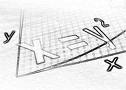 y
x = y²
x